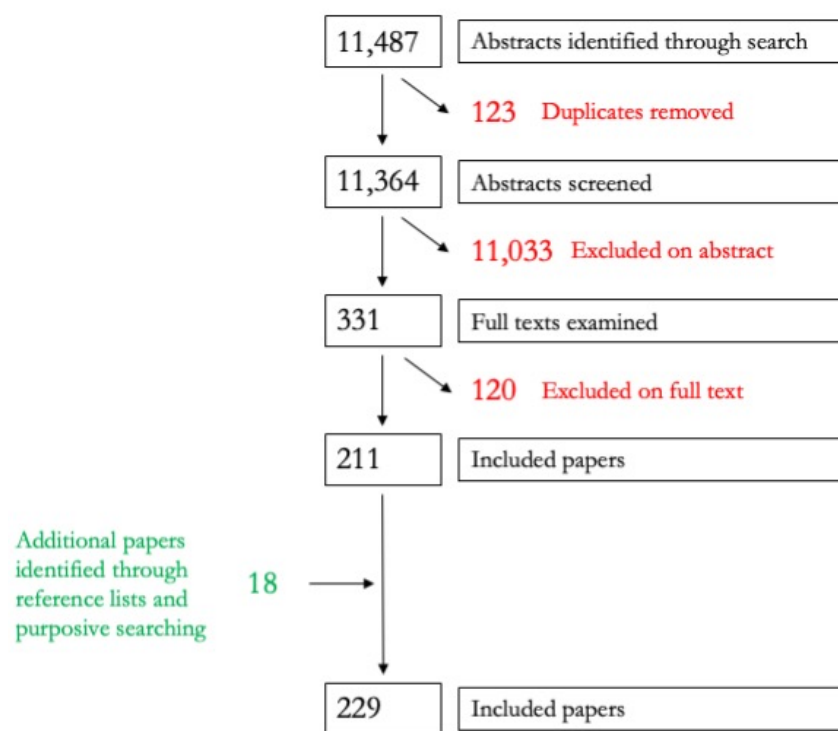 11,487 Abstracts identified through search
123 Duplicates removed
11,364 Abstracts screened
11,033 Excluded on abstract
331 Full texts examined
120 Excluded on full text
211 Included papers
Additional papers
identified through
reference lists and
purposive searching
18
229 Included papers